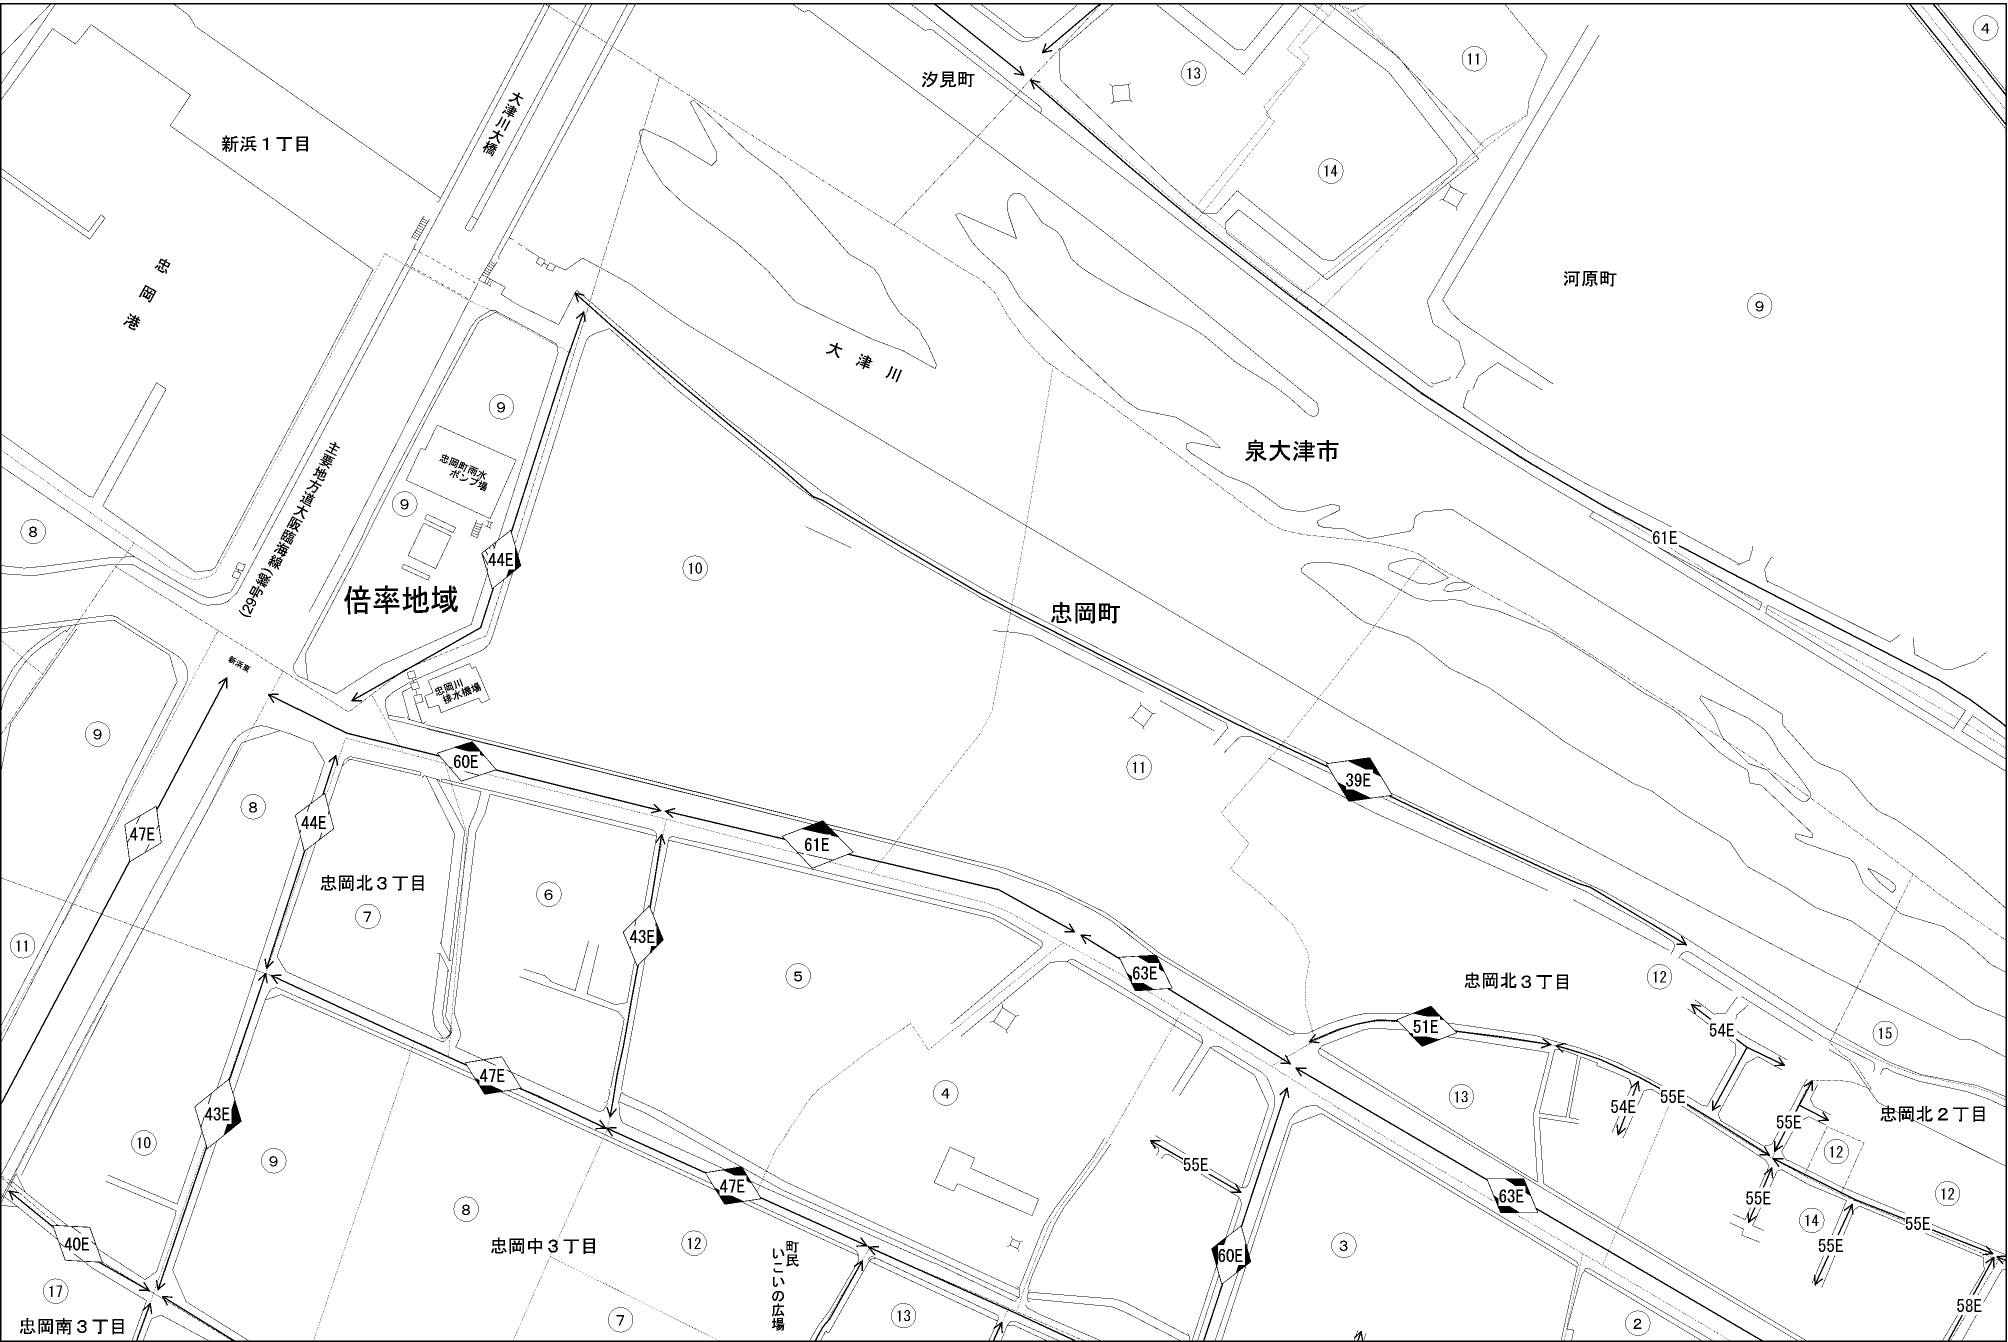 4
汐見町
13
11
大津川大橋
新浜1丁目
14
忠岡港
河原町
9
大津川
9
泉大津市
主要地方道大阪臨海線(29号線)
忠岡町雨水
ポンプ場
9
8
61E
44E
10
倍率地域
忠岡町
新浜東
忠岡川
排水機場
9
60E
11
39E
8
44E
47E
61E
忠岡北3丁目
7
6
43E
11
5
63E
忠岡北3丁目
12
51E
54E
15
47E
4
13
54E
55E
忠岡北2丁目
43E
55E
10
12
9
55E
47E
55E
63E
12
8
14
55E
忠岡中3丁目
12
町民
いこいの広場
60E
3
55E
40E
17
忠岡南3丁目
7
13
58E
2